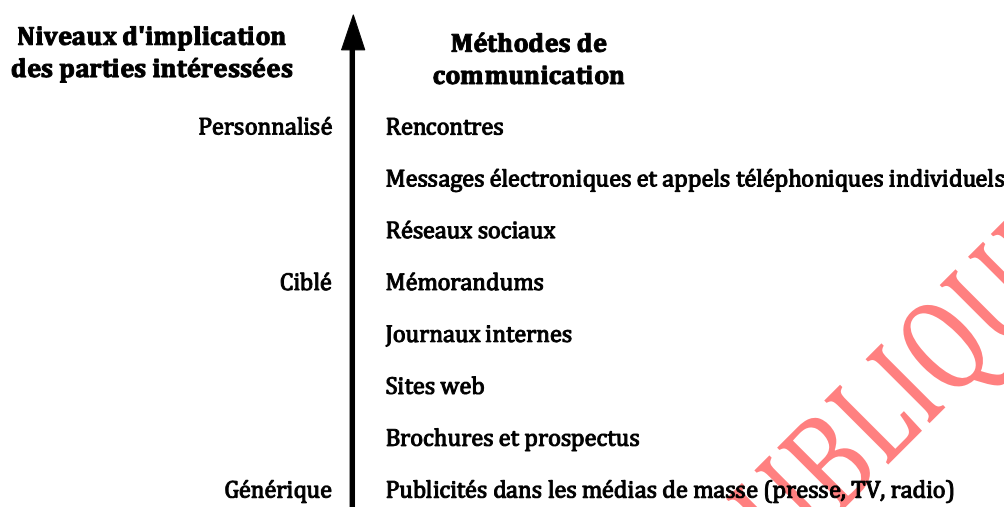 Niveaux d'implication
des parties intéressées
Méthodes de
communication
Personnalisé Rencontres
Messages électroniques et appels téléphoniques individuels
Réseaux sociaux
Ciblé Mémorandums
Journaux internes
Sites web
Brochures et prospectus
Générique Publicités dans les médias de masse (presse, TV, radio)